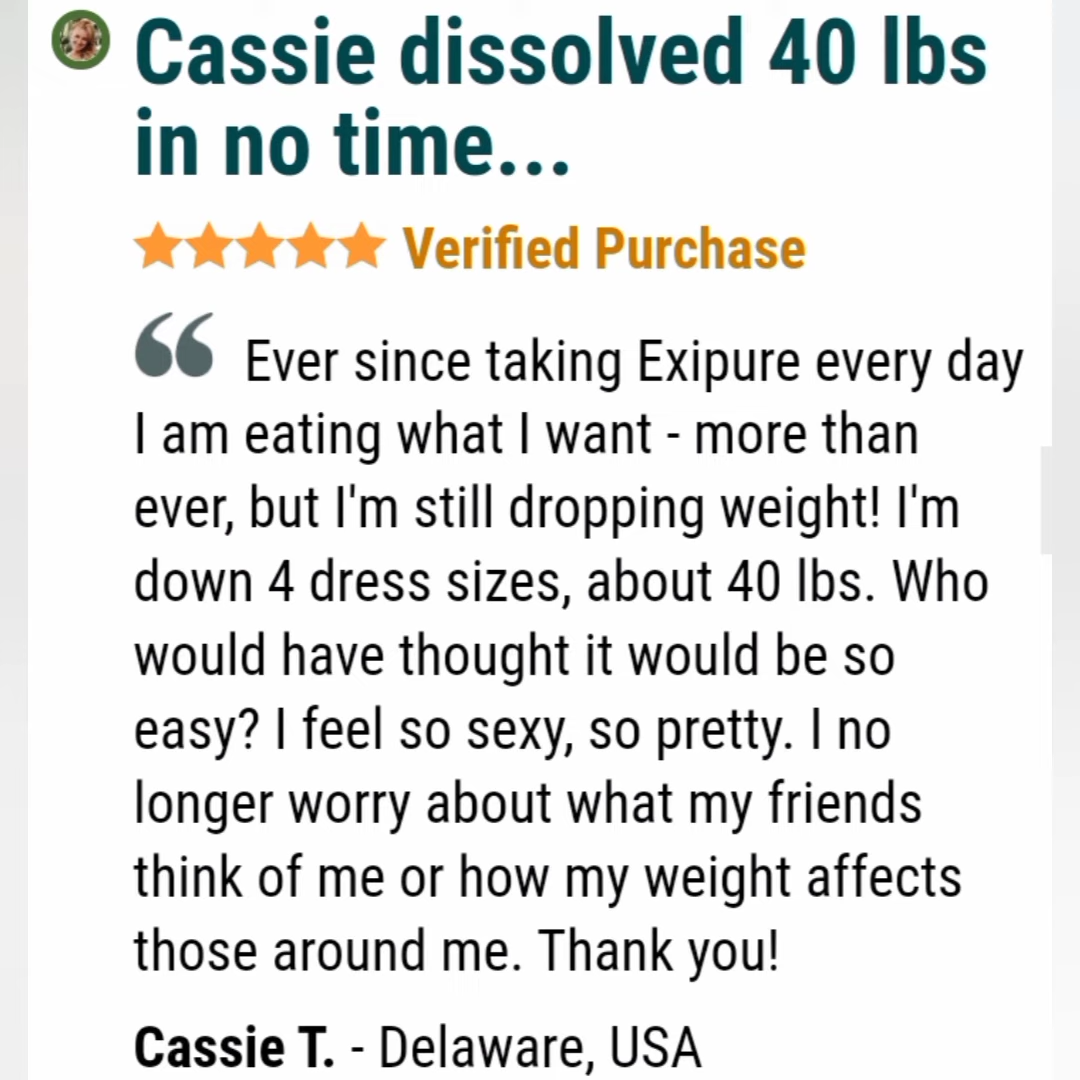 Cassie dissolved 40 lbs
in no time...
Verified Purchase
“ Ever since taking Exipure every day
I am eating what I want - more than
ever, but I'm still dropping weight! I'm
down 4 dress sizes, about 40 lbs. Who
would have thought it would be so
easy? I feel so sexy, so pretty. I no
longer worry about what my friends
think of me or how my weight affects
those around me. Thank you!
Cassie T. - Delaware, USA